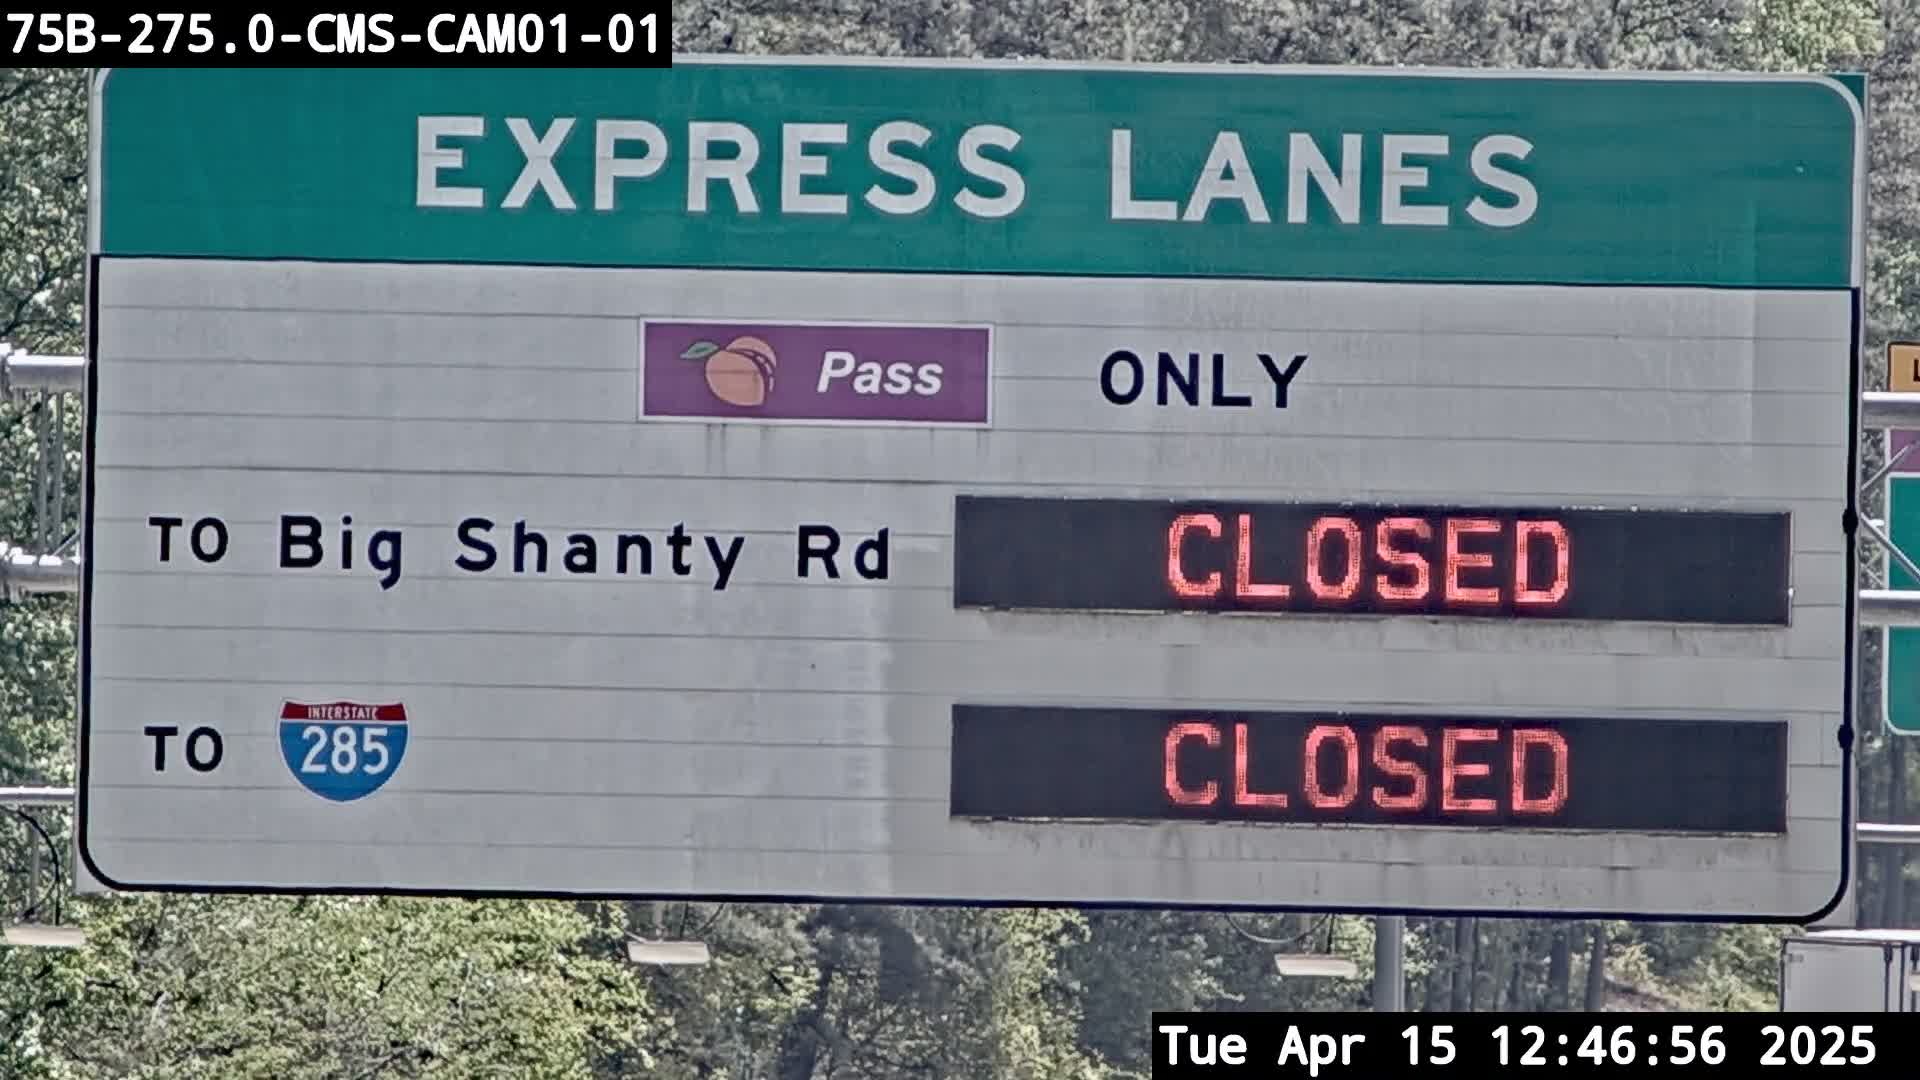 75B-275.0-CMS-CAM01-01
EXPRESS LANES
Pass ONLY
TO Big Shanty Rd CLOSED
TO INTERSTATE 285 CLOSED
Tue Apr 15 12:46:56 2025